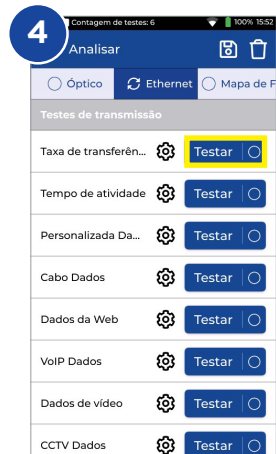 4
Contagem de testes: 6 100% 15:52
Analisar
Óptico Ethernet Mapa de F
Testes de transmissão
Taxa de transferên... Testar
Tempo de atividade Testar
Personalizada Da... Testar
Cabo Dados Testar
Dados da Web Testar
VoIP Dados Testar
Dados de vídeo Testar
CCTV Dados Testar